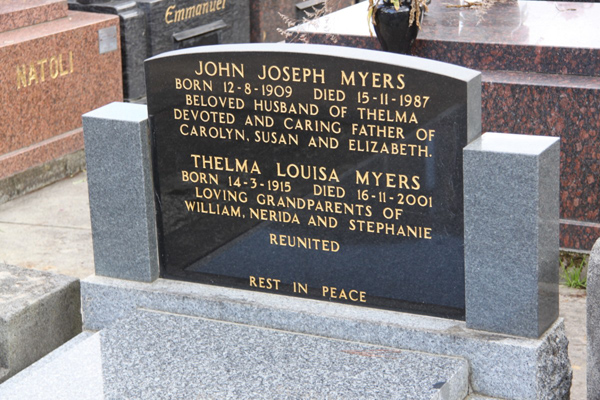 Emmanuel
NATOLI
JOHN JOSEPH MYERS
BORN 12-8-1909 DIED 15-11-1987
BELOVED HUSBAND OF THELMA
DEVOTED AND CARING FATHER OF
CAROLYN, SUSAN AND ELIZABETH.
THELMA LOUISA MYERS
BORN 14-3-1915 DIED 16-11-2001
LOVING GRANDPARENTS OF
WILLIAM, NERIDA AND STEPHANIE
REUNITED
REST IN PEACE